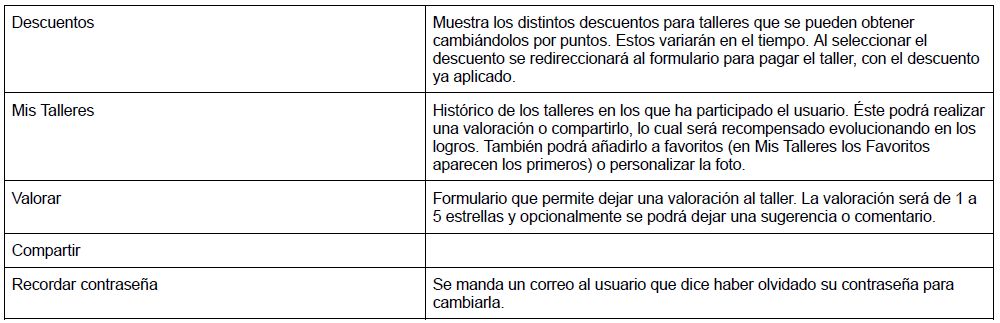 Descuentos
Muestra los distintos descuentos para talleres que se pueden obtener
cambiándolos por puntos. Estos variarán en el tiempo. Al seleccionar el
descuento se redireccionará al formulario para pagar el taller, con el descuento
ya aplicado.
Mis Talleres
Histórico de los talleres en los que ha participado el usuario. Éste podrá realizar
una valoración o compartirlo, lo cual será recompensado evolucionando en los
logros. También podrá añadirlo a favoritos (en Mis Talleres los Favoritos
aparecen los primeros) o personalizar la foto.
Valorar
Formulario que permite dejar una valoración al taller. La valoración será de 1 a
5 estrellas y opcionalmente se podrá dejar una sugerencia o comentario.
Compartir
Recordar contraseña
Se manda un correo al usuario que dice haber olvidado su contraseña para
cambiarla.